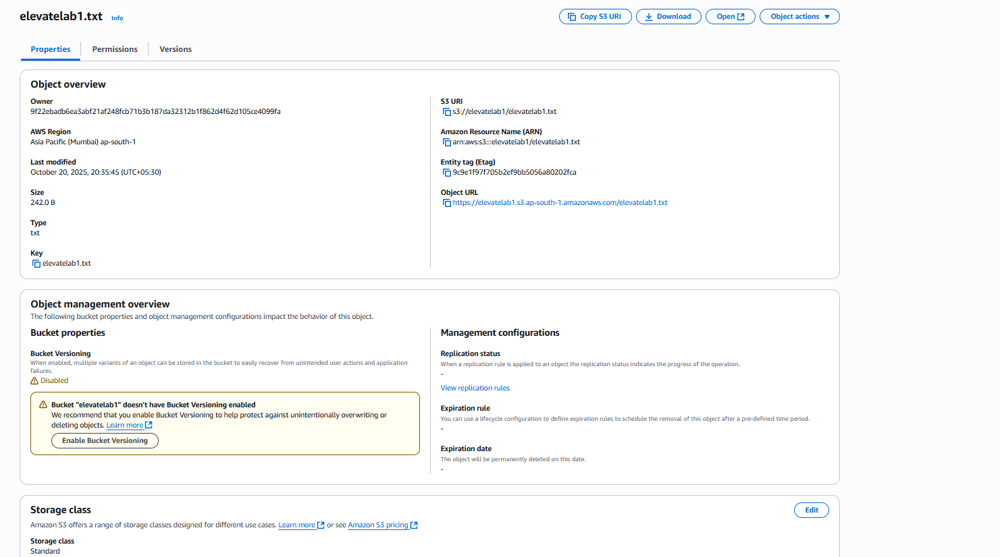 elevatelab1.txt Info
Copy S3 URI Download Open Object actions
Properties Permissions Versions
Object overview
Owner
9f22ebadb6ea3abf21af248fcb71b3b187da32312b1f862d4f62d105ce4099fa
AWS Region
Asia Pacific (Mumbai) ap-south-1
Last modified
October 20, 2025, 20:35:45 (UTC+05:30)
Size
242.0 B
Type
txt
Key
elevatelab1.txt
S3 URI
s3://elevatelab1/elevatelab1.txt
Amazon Resource Name (ARN)
arn:aws:s3:::elevatelab1/elevatelab1.txt
Entity tag (Etag)
9c9e1f97f705b2ef9bb5056a80202fca
Object URL
https://elevatelab1.s3.ap-south-1.amazonaws.com/elevatelab1.txt
Object management overview
The following bucket properties and object management configurations impact the behavior of this object.
Bucket properties
Bucket Versioning
When enabled, multiple variants of an object can be stored in the bucket to easily recover from unintended user actions and application
failures.
Disabled
Bucket "elevatelab1" doesn't have Bucket Versioning enabled
We recommend that you enable Bucket Versioning to help protect against unintentionally overwriting or
deleting objects. Learn more
Enable Bucket Versioning
Management configurations
Replication status
When a replication rule is applied to an object the replication status indicates the progress of the operation.
-
View replication rules
Expiration rule
You can use a lifecycle configuration to define expiration rules to schedule the removal of this object after a pre-defined time period.
-
Expiration date
The object will be permanently deleted on this date.
-
Storage class
Edit
Amazon S3 offers a range of storage classes designed for different use cases. Learn more or see Amazon S3 pricing
Storage class
Standard